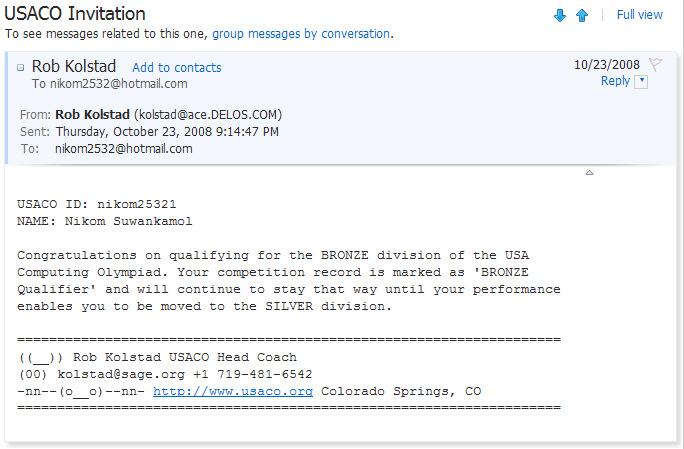 USACO Invitation
Full view
To see messages related to this one, group messages by conversation.
Rob Kolstad Add to contacts 10/23/2008
To nikom2532@hotmail.com Reply
From: Rob Kolstad (kolstad@ace.DELOS.COM)
Sent: Thursday, October 23, 2008 9:14:47 PM
To: nikom2532@hotmail.com
USACO ID: nikom25321
NAME: Nikom Suwankamol
Congratulations on qualifying for the BRONZE division of the USA
Computing Olympiad. Your competition record is marked as 'BRONZE
Qualifier' and will continue to stay that way until your performance
enables you to be moved to the SILVER division.
====================================================================
((__)) Rob Kolstad USACO Head Coach
(00) kolstad@sage.org +1 719-481-6542
-nn--(o__o)--nn- http://www.usaco.org Colorado Springs, CO
====================================================================